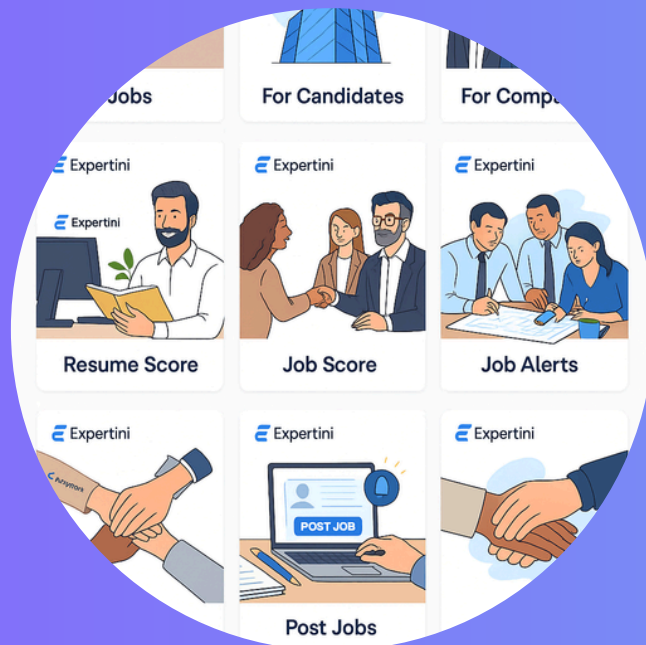 Jobs
For Candidates
For Comp
Expertini
Expertini
Expertini
Expertini
Resume Score
Job Score
Job Alerts
Expertini
Expertini
Expertini
POST JOB
Post Jobs